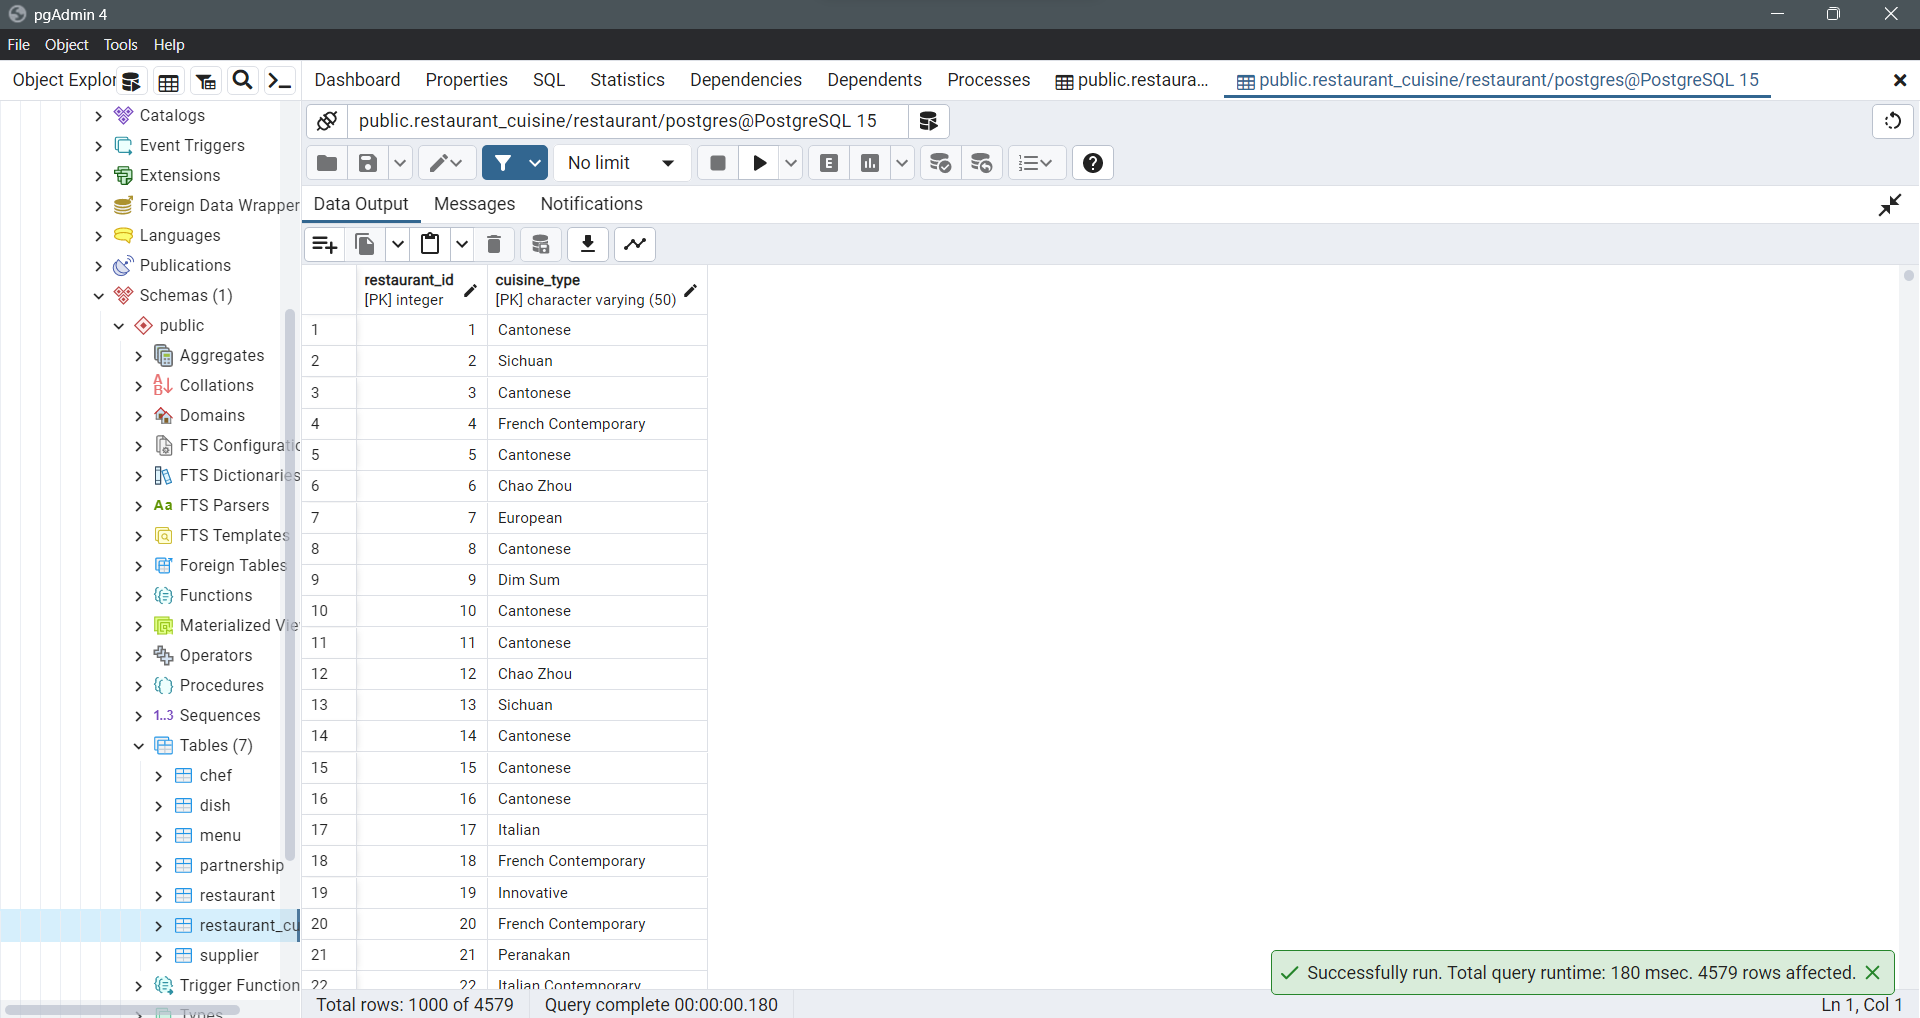 pgAdmin 4
File Object Tools Help
Object Explor
Dashboard Properties SQL Statistics Dependencies Dependents Processes public.restaura... public.restaurant_cuisine/restaurant/postgres@PostgreSQL 15
public.restaurant_cuisine/restaurant/postgres@PostgreSQL 15
No limit
E
Data Output Messages Notifications
Catalogs
Event Triggers
Extensions
Foreign Data Wrapper
Languages
Publications
Schemas (1)
public
Aggregates
Collations
Domains
FTS Configuratio
FTS Dictionaries
Aa FTS Parsers
FTS Templates
Foreign Tables
Functions
Materialized Vie
Operators
Procedures
1..3 Sequences
Tables (7)
chef
dish
menu
partnership
restaurant
restaurant_cu
supplier
Trigger Function
Types
restaurant_id cuisine_type
[PK] integer [PK] character varying (50)
1 1 Cantonese
2 2 Sichuan
3 3 Cantonese
4 4 French Contemporary
5 5 Cantonese
6 6 Chao Zhou
7 7 European
8 8 Cantonese
9 9 Dim Sum
10 10 Cantonese
11 11 Cantonese
12 12 Chao Zhou
13 13 Sichuan
14 14 Cantonese
15 15 Cantonese
16 16 Cantonese
17 17 Italian
18 18 French Contemporary
19 19 Innovative
20 20 French Contemporary
21 21 Peranakan
22 22 Italian Contemporary
Successfully run. Total query runtime: 180 msec. 4579 rows affected.
Total rows: 1000 of 4579 Query complete 00:00:00.180 Ln 1, Col 1